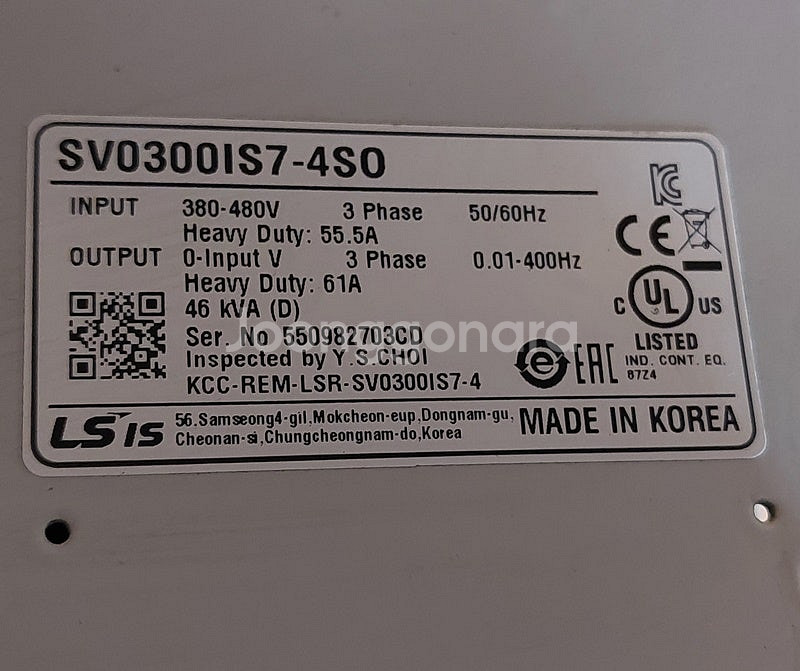 SV0300IS7-4SO
INPUT 380-480V 3 Phase 50/60Hz
Heavy Duty: 55.5A
OUTPUT 0-Input V 3 Phase 0.01-400Hz
Heavy Duty: 61A
46 kVA (D)
Ser. No 550982703CD
Inspected by Y.S.CHOI
KCC-REM-LSR-SV0300IS7-4
CE
C UL US
LISTED
IND. CONT. EQ.
87Z4
EAC
Joonggonara
LS IS 56.Samseong4-gil,Mokcheon-eup,Dongnam-gu,
Cheonan-si,Chungcheongnam-do,Korea
MADE IN KOREA